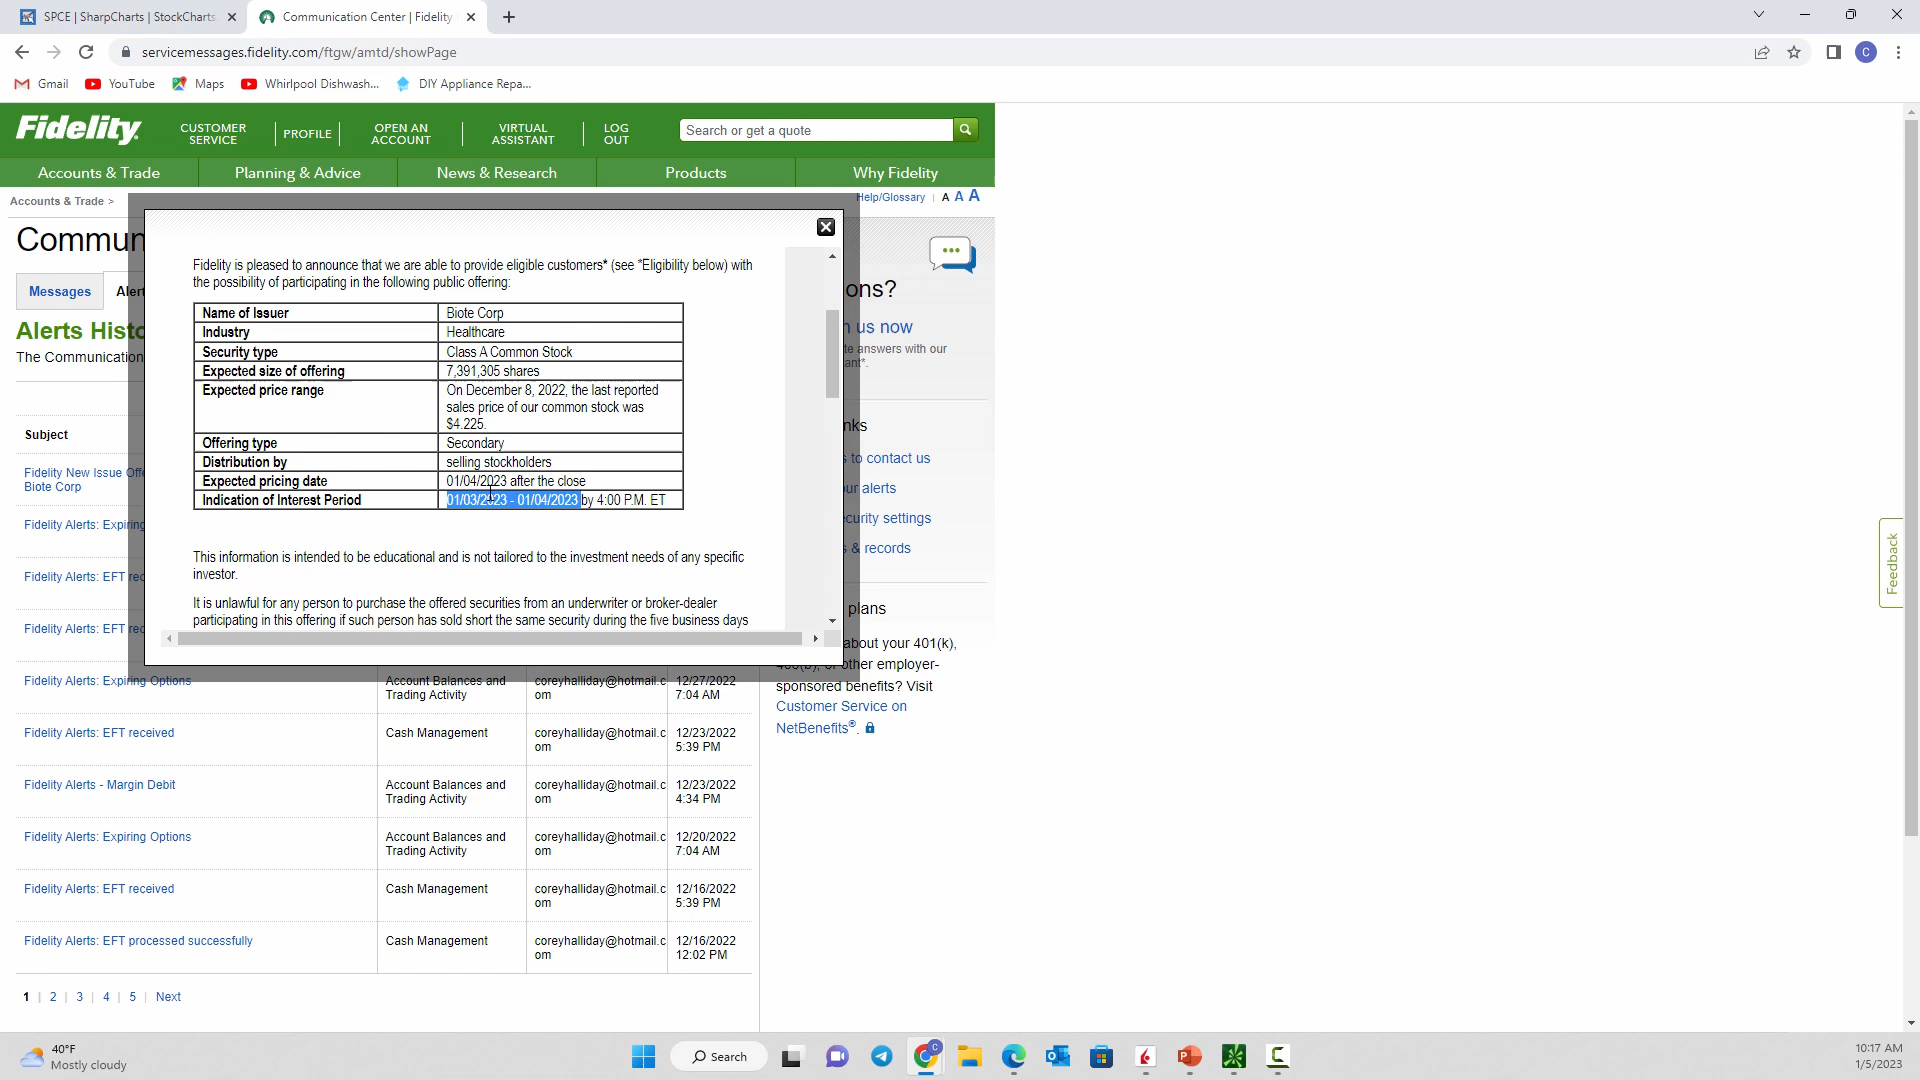 SPCE | SharpCharts | StockCharts.
Communication Center | Fidelity
servicemessages.fidelity.com/ftgw/amtd/showPage
C
Gmail
YouTube
Maps
Whirlpool Dishwash...
DIY Appliance Repa...
Fidelity
CUSTOMER SERVICE
PROFILE
OPEN AN ACCOUNT
VIRTUAL ASSISTANT
LOG OUT
Search or get a quote
Accounts & Trade
Planning & Advice
News & Research
Products
Why Fidelity
Accounts & Trade >
Help/Glossary | A A A
Commun
Messages
Aler
Alerts Histo
The Communication
Subject
Fidelity New Issue Offe
Biote Corp
Fidelity Alerts: Expiring
Fidelity Alerts: EFT rec
Fidelity Alerts: EFT rec
Fidelity is pleased to announce that we are able to provide eligible customers* (see *Eligibility below) with
the possibility of participating in the following public offering:
Name of Issuer Biote Corp
Industry Healthcare
Security type Class A Common Stock
Expected size of offering 7,391,305 shares
Expected price range On December 8, 2022, the last reported
sales price of our common stock was
$4.225.
Offering type Secondary
Distribution by selling stockholders
Expected pricing date 01/04/2023 after the close
Indication of Interest Period 01/03/2023 - 01/04/2023 by 4:00 P.M. ET
This information is intended to be educational and is not tailored to the investment needs of any specific
investor.
It is unlawful for any person to purchase the offered securities from an underwriter or broker-dealer
participating in this offering if such person has sold short the same security during the five business days
ons?
us now
te answers with our
ant*.
nks
s to contact us
ur alerts
curity settings
s & records
plans
about your 401(k),
other employer-
sponsored benefits? Visit
Customer Service on
NetBenefits®.
Feedback
Fidelity Alerts: Expiring Options Account Balances and Trading Activity coreyhalliday@hotmail.c om 12/27/2022 7:04 AM
Fidelity Alerts: EFT received Cash Management coreyhalliday@hotmail.c om 12/23/2022 5:39 PM
Fidelity Alerts - Margin Debit Account Balances and Trading Activity coreyhalliday@hotmail.c om 12/23/2022 4:34 PM
Fidelity Alerts: Expiring Options Account Balances and Trading Activity coreyhalliday@hotmail.c om 12/20/2022 7:04 AM
Fidelity Alerts: EFT received Cash Management coreyhalliday@hotmail.c om 12/16/2022 5:39 PM
Fidelity Alerts: EFT processed successfully Cash Management coreyhalliday@hotmail.c om 12/16/2022 12:02 PM
1 | 2 | 3 | 4 | 5 | Next
40°F
Mostly cloudy
Search
10:17 AM
1/5/2023